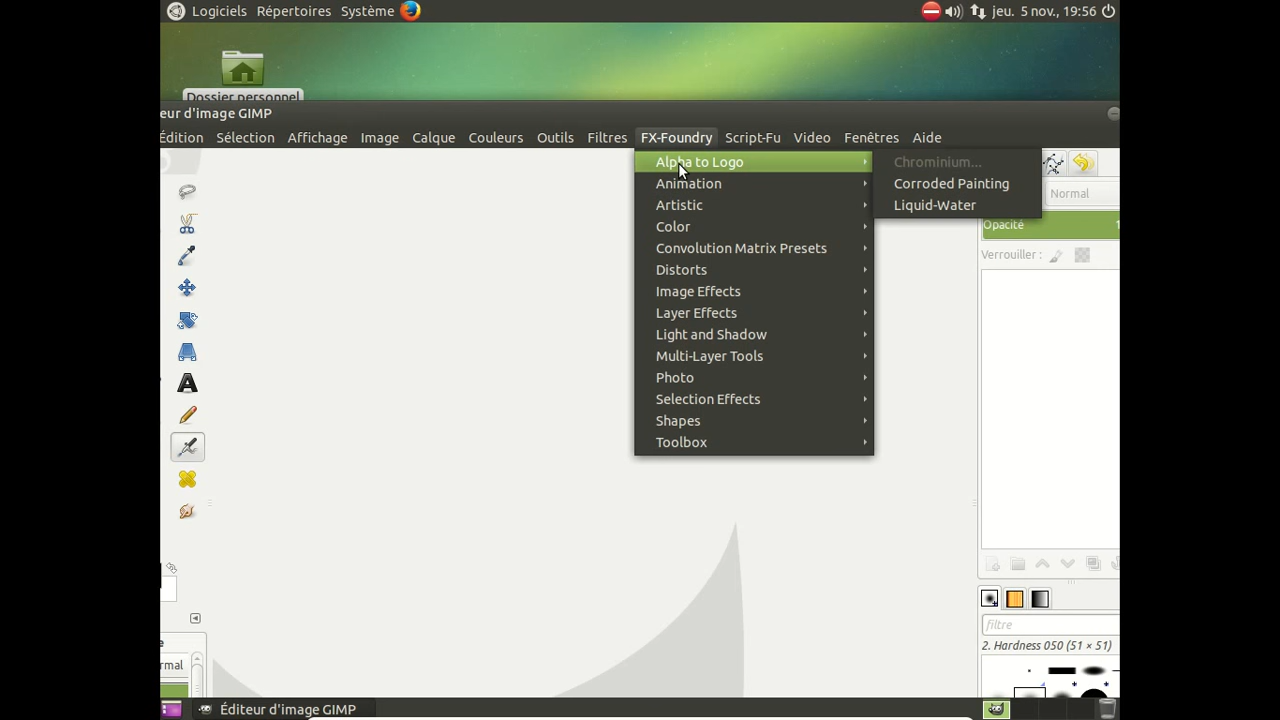 Logiciels Répertoires Système jeu. 5 nov., 19:56
Dossier personnel
eur d'image GIMP
Édition Sélection Affichage Image Calque Couleurs Outils Filtres FX-Foundry Script-Fu Video Fenêtres Aide
Alpha to Logo
Animation
Artistic
Color
Convolution Matrix Presets
Distorts
Image Effects
Layer Effects
Light and Shadow
Multi-Layer Tools
Photo
Selection Effects
Shapes
Toolbox
Chrominium...
Corroded Painting
Liquid-Water
Normal
Opacité 1
Verrouiller :
filtre
2. Hardness 050 (51 × 51)
e
rmal
Éditeur d'image GIMP